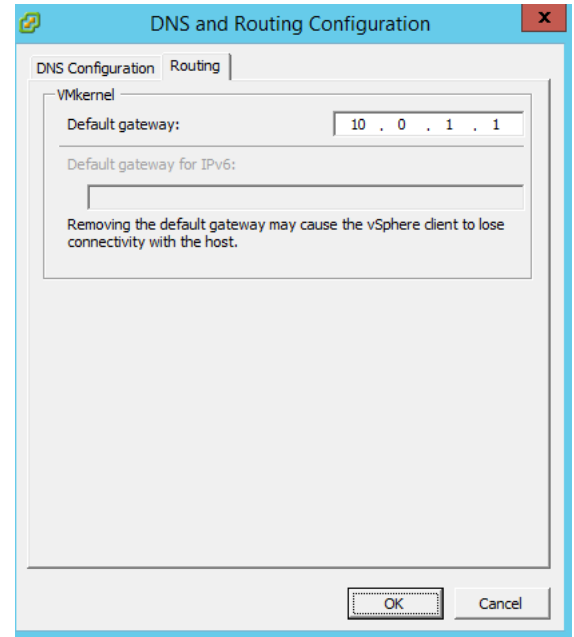 DNS and Routing Configuration
x
DNS Configuration Routing
VMkernel
Default gateway: 10 . 0 . 1 . 1
Default gateway for IPv6:
Removing the default gateway may cause the vSphere client to lose
connectivity with the host.
OK Cancel